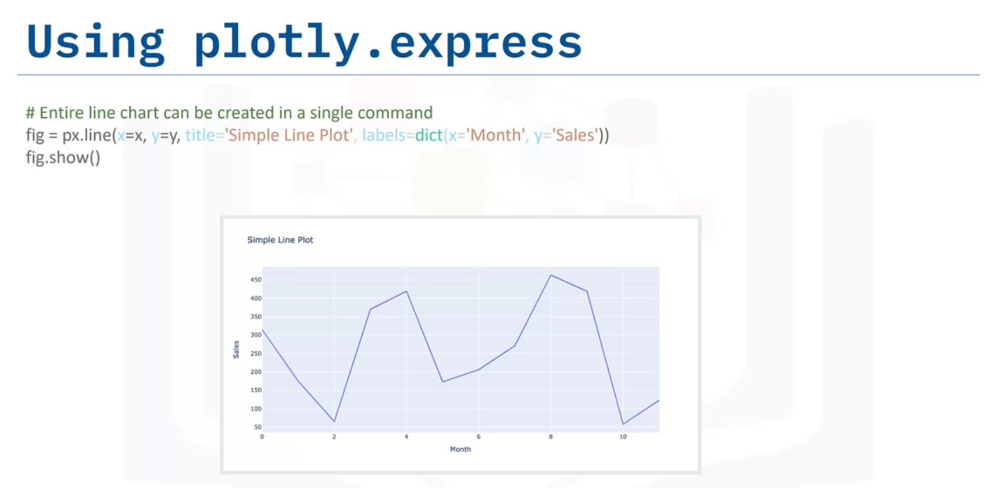 Using plotly.express
# Entire line chart can be created in a single command
fig = px.line(x=x, y=y, title='Simple Line Plot', labels=dict(x='Month', y='Sales'))
fig.show()
Simple Line Plot
450
400
350
300
250
200
150
100
50
Sales
0 2 4 6 8 10
Month